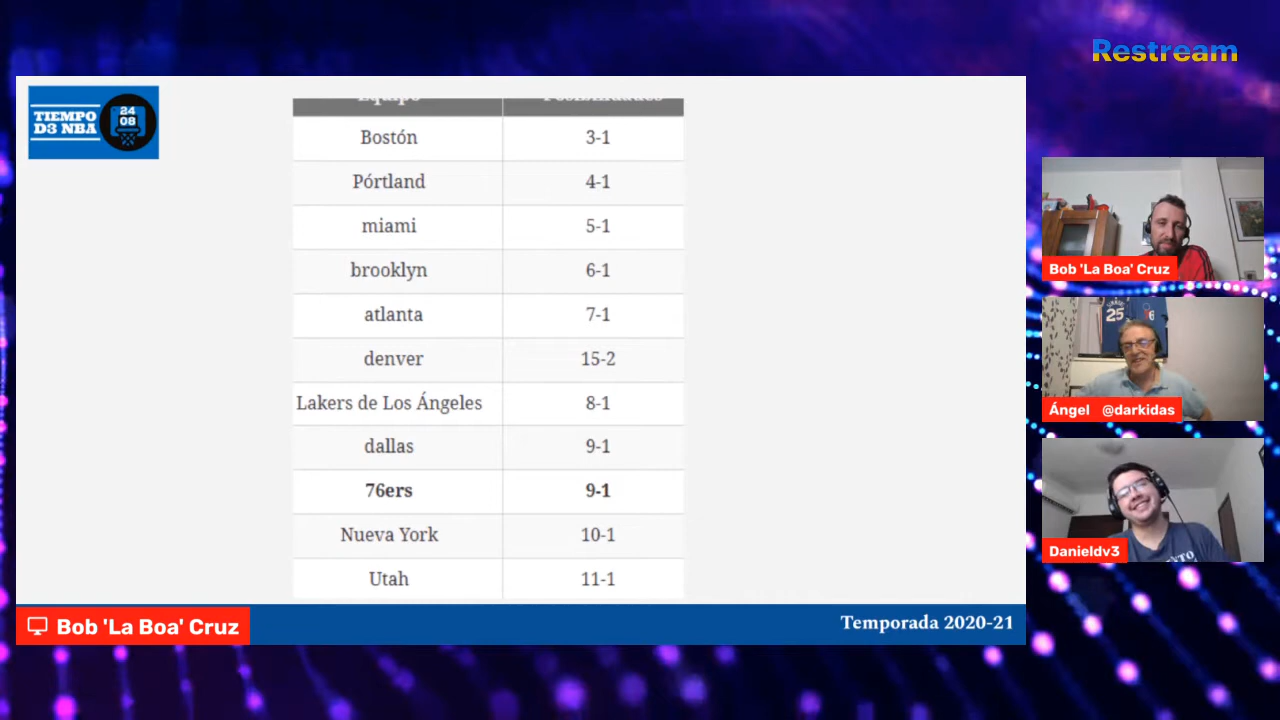 Restream
TIEMPO
D3 NBA
24
08
Equipo Posibilidades
Bostón 3-1
Pórtland 4-1
miami 5-1
brooklyn 6-1
atlanta 7-1
denver 15-2
Lakers de Los Ángeles 8-1
dallas 9-1
76ers 9-1
Nueva York 10-1
Utah 11-1
Bob 'La Boa' Cruz
25
Ángel @darkidas
Danieldv3
Bob 'La Boa' Cruz
Temporada 2020-21